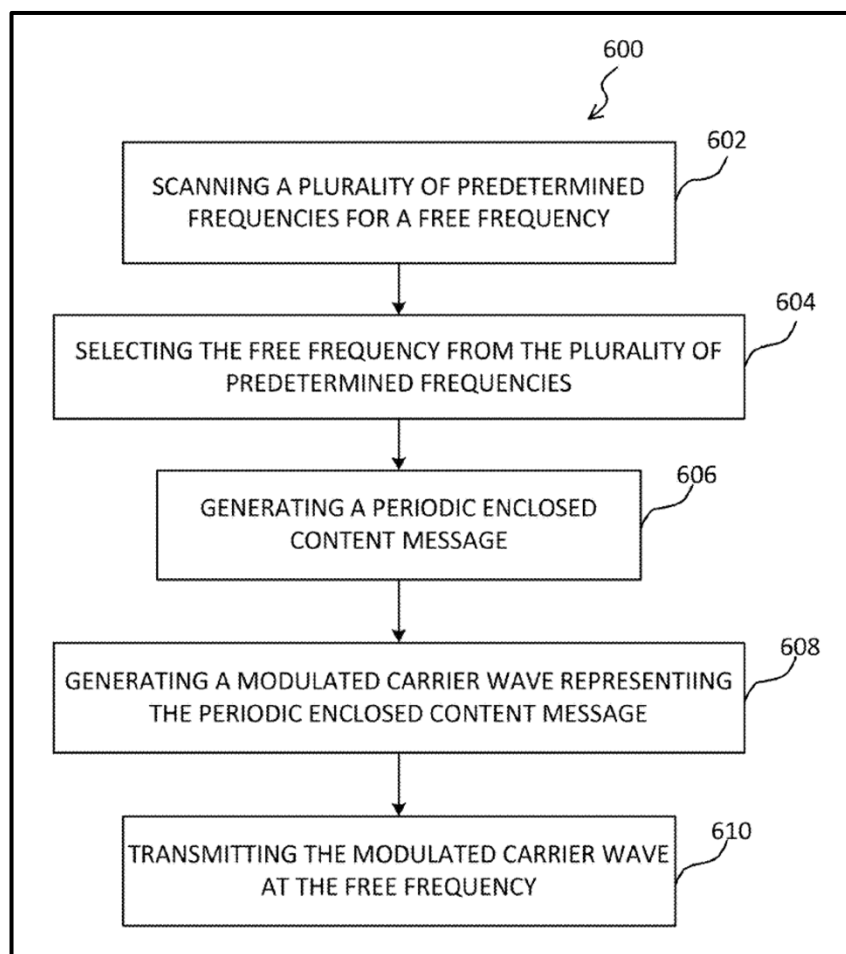 600
602
SCANNING A PLURALITY OF PREDETERMINED
FREQUENCIES FOR A FREE FREQUENCY
604
SELECTING THE FREE FREQUENCY FROM THE PLURALITY OF
PREDETERMINED FREQUENCIES
606
GENERATING A PERIODIC ENCLOSED
CONTENT MESSAGE
608
GENERATING A MODULATED CARRIER WAVE REPRESENTIING
THE PERIODIC ENCLOSED CONTENT MESSAGE
610
TRANSMITTING THE MODULATED CARRIER WAVE
AT THE FREE FREQUENCY